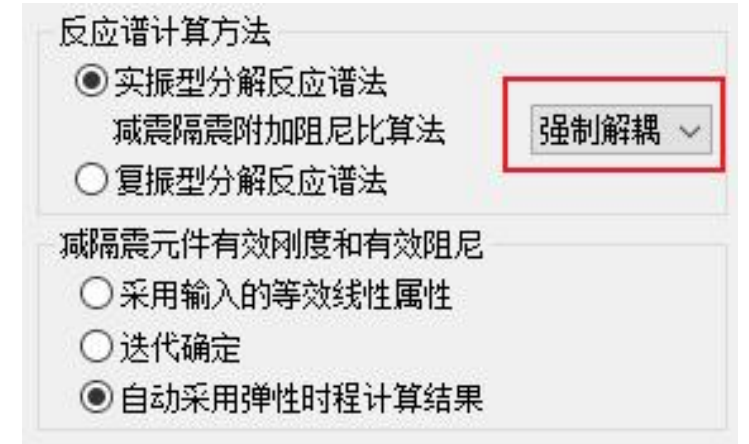 反应谱计算方法
实振型分解反应谱法
减震隔震附加阻尼比算法 强制解耦
复振型分解反应谱法
减隔震元件有效刚度和有效阻尼
采用输入的等效线性属性
迭代确定
自动采用弹性时程计算结果